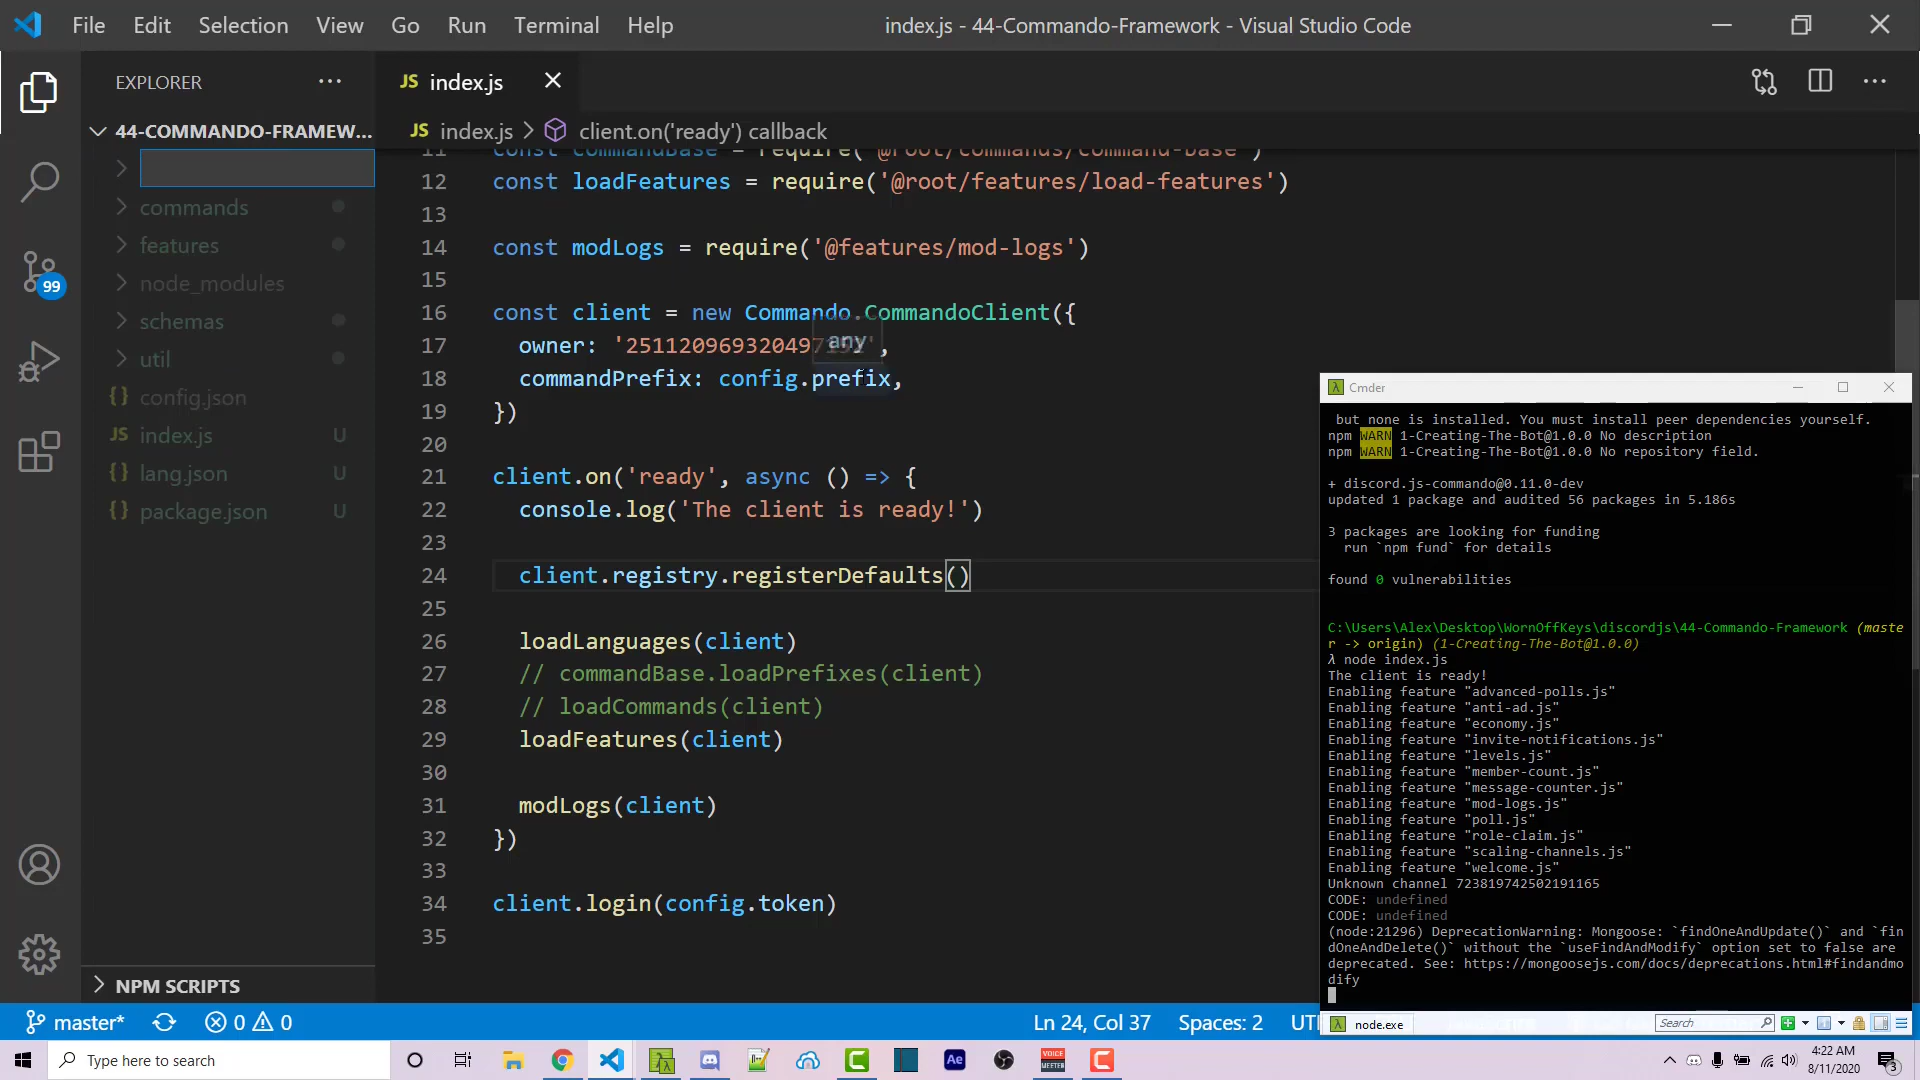 File Edit Selection View Go Run Terminal Help
index.js - 44-Commando-Framework - Visual Studio Code
EXPLORER
44-COMMANDO-FRAMEW...
commands
features
node_modules
schemas
util
config.json
index.js U
lang.json U
package.json U
NPM SCRIPTS
99
JS index.js
JS index.js > client.on('ready') callback
11 const commandBase = require('@root/commands/command-base')
12 const loadFeatures = require('@root/features/load-features')
13
14 const modLogs = require('@features/mod-logs')
15
16 const client = new Commando.CommandoClient({
any
17 owner: '
18 commandPrefix: config.prefix,
19 })
20
21 client.on('ready', async () => {
22 console.log('The client is ready!')
23
24 client.registry.registerDefaults()
25
26 loadLanguages(client)
27 // commandBase.loadPrefixes(client)
28 // loadCommands(client)
29 loadFeatures(client)
30
31 modLogs(client)
32 })
33
34 client.login(config.token)
35
Cmder
but none is installed. You must install peer dependencies yourself.
npm WARN 1-Creating-The-Bot@1.0.0 No description
npm WARN 1-Creating-The-Bot@1.0.0 No repository field.
+ discord.js-commando@0.11.0-dev
updated 1 package and audited 56 packages in 5.186s
3 packages are looking for funding
run `npm fund` for details
found 0 vulnerabilities
C:\Users\Alex\Desktop\WornOffKeys\discordjs\44-Commando-Framework (maste
r -> origin) (1-Creating-The-Bot@1.0.0)
λ node index.js
The client is ready!
Enabling feature "advanced-polls.js"
Enabling feature "anti-ad.js"
Enabling feature "economy.js"
Enabling feature "invite-notifications.js"
Enabling feature "levels.js"
Enabling feature "member-count.js"
Enabling feature "message-counter.js"
Enabling feature "mod-logs.js"
Enabling feature "poll.js"
Enabling feature "role-claim.js"
Enabling feature "scaling-channels.js"
Enabling feature "welcome.js"
Unknown channel 723819742502191165
CODE: undefined
CODE: undefined
(node:21296) DeprecationWarning: Mongoose: `findOneAndUpdate()` and `fin
dOneAndDelete()` without the `useFindAndModify` option set to false are
deprecated. See: https://mongoosejs.com/docs/deprecations.html#findandmo
dify
node.exe
Search
master* 0 0
Ln 24, Col 37 Spaces: 2
Type here to search
Ae
VOICE MEETER
4:22 AM
8/11/2020
3